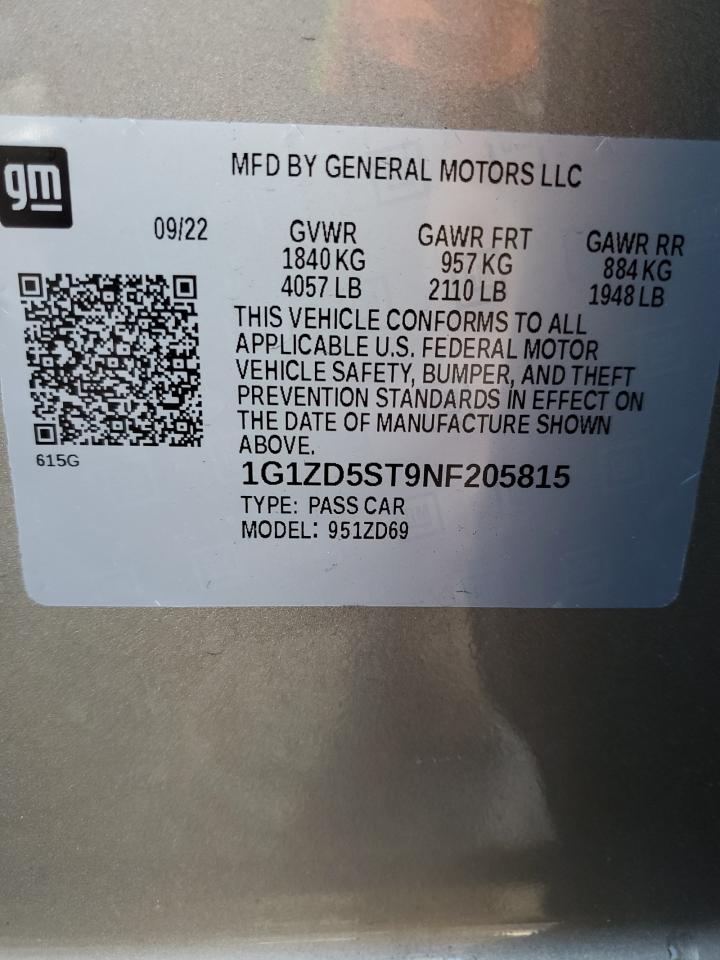 gm
MFD BY GENERAL MOTORS LLC
09/22 GVWR GAWR FRT GAWR RR
1840 KG 957 KG 884 KG
4057 LB 2110 LB 1948 LB
THIS VEHICLE CONFORMS TO ALL
APPLICABLE U.S. FEDERAL MOTOR
VEHICLE SAFETY, BUMPER, AND THEFT
PREVENTION STANDARDS IN EFFECT ON
THE DATE OF MANUFACTURE SHOWN
ABOVE.
615G
1G1ZD5ST9NF205815
TYPE: PASS CAR
MODEL: 951ZD69